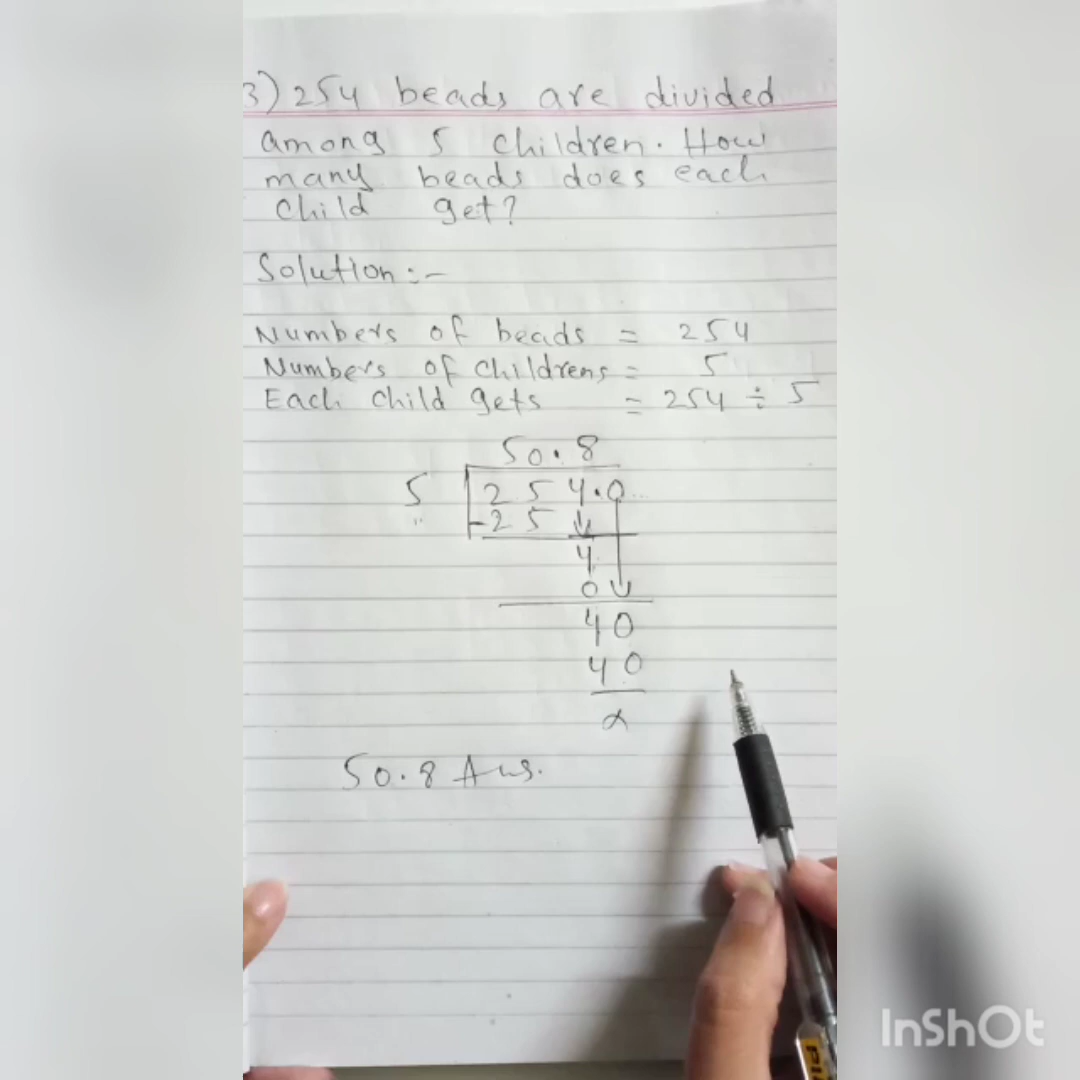 3) 254 beads are divided
among 5 children. How
many beads does each
child get?
Solution :-
Numbers of beads = 254
Numbers of childrens = 5
Each child gets = 254 ÷ 5
50.8
5 254.0
-25
4
0
40
40
x
50.8 Ans.
InShOt